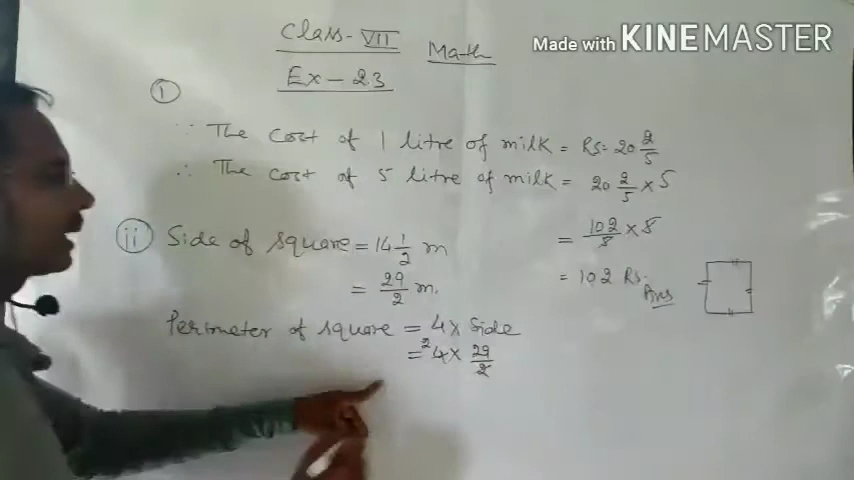 Class-VII
Math
Made with KINEMASTER
Ex-23
i
∵ The cost of 1 litre of milk = Rs. 20 2/5
∴ The cost of 5 litre of milk = 20 2/5 × 5
= 102/5 × 5
= 102 Rs.
Ans
ii Side of square = 14 1/2 m
= 29/2 m.
Perimeter of square = 4 × Side
= 2 4 × 29/2